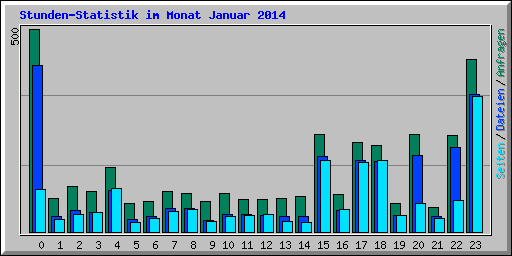 Stunden-Statistik im Monat Januar 2014
500
Seiten/Dateien/Anfragen
0 1 2 3 4 5 6 7 8 9 10 11 12 13 14 15 16 17 18 19 20 21 22 23